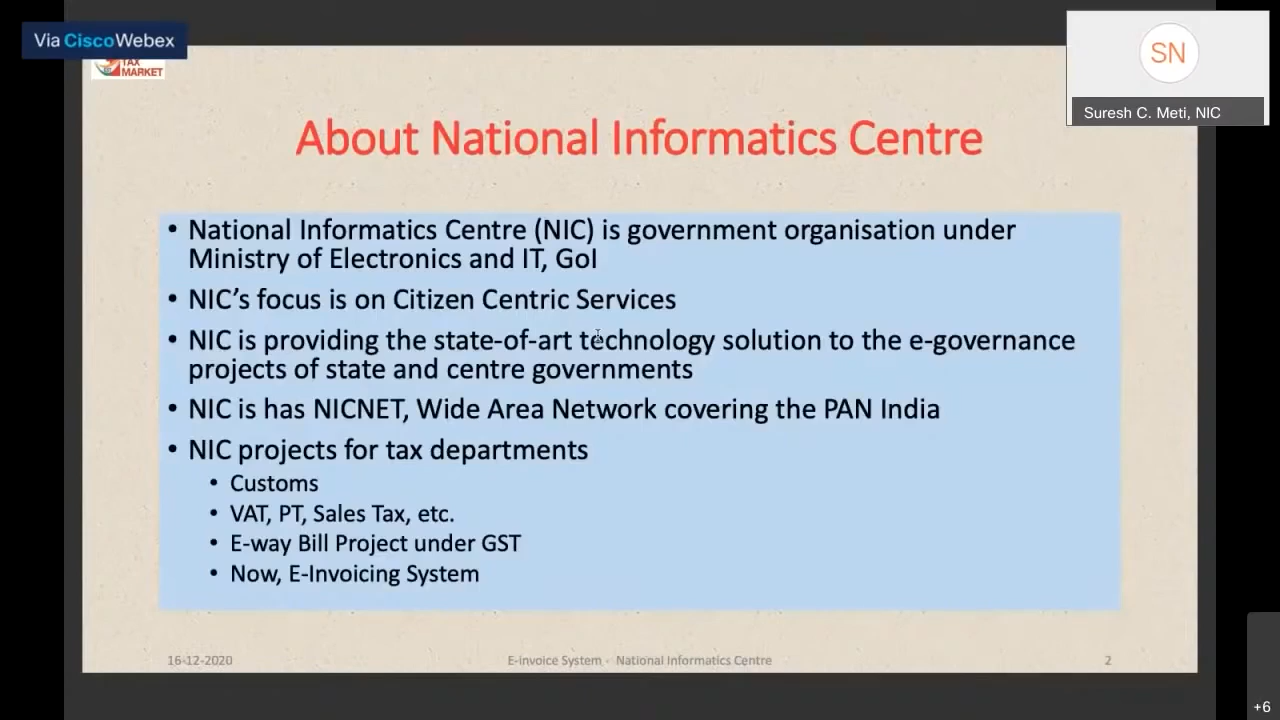 Via Cisco Webex
TAX
MARKET
SN
Suresh C. Meti, NIC
About National Informatics Centre
• National Informatics Centre (NIC) is government organisation under
Ministry of Electronics and IT, GoI
• NIC’s focus is on Citizen Centric Services
• NIC is providing the state-of-art technology solution to the e-governance
projects of state and centre governments
• NIC is has NICNET, Wide Area Network covering the PAN India
• NIC projects for tax departments
• Customs
• VAT, PT, Sales Tax, etc.
• E-way Bill Project under GST
• Now, E-Invoicing System
16-12-2020
E-invoice System - National Informatics Centre
2
+6